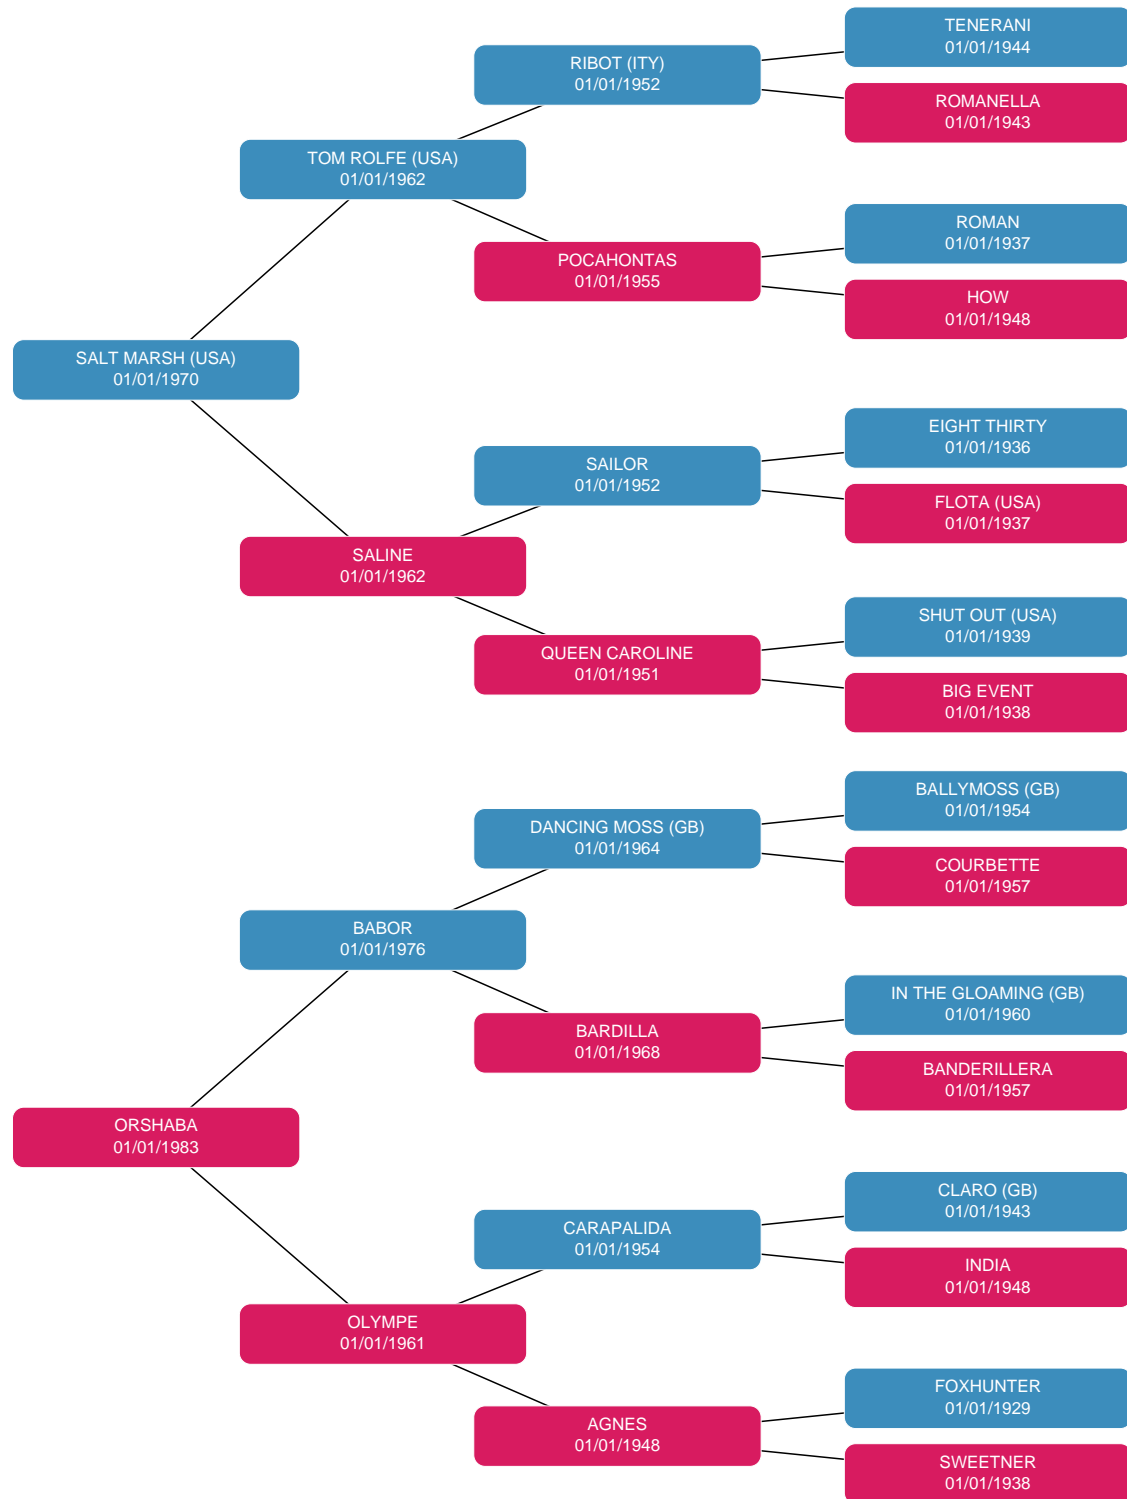 TENERANI
01/01/1944
RIBOT (ITY)
01/01/1952
ROMANELLA
01/01/1943
TOM ROLFE (USA)
01/01/1962
ROMAN
01/01/1937
POCAHONTAS
01/01/1955
HOW
01/01/1948
SALT MARSH (USA)
01/01/1970
EIGHT THIRTY
01/01/1936
SAILOR
01/01/1952
FLOTA (USA)
01/01/1937
SALINE
01/01/1962
SHUT OUT (USA)
01/01/1939
QUEEN CAROLINE
01/01/1951
BIG EVENT
01/01/1938
BALLYMOSS (GB)
01/01/1954
DANCING MOSS (GB)
01/01/1964
COURBETTE
01/01/1957
BABOR
01/01/1976
IN THE GLOAMING (GB)
01/01/1960
BARDILLA
01/01/1968
BANDERILLERA
01/01/1957
ORSHABA
01/01/1983
CLARO (GB)
01/01/1943
CARAPALIDA
01/01/1954
INDIA
01/01/1948
OLYMPE
01/01/1961
FOXHUNTER
01/01/1929
AGNES
01/01/1948
SWEETNER
01/01/1938